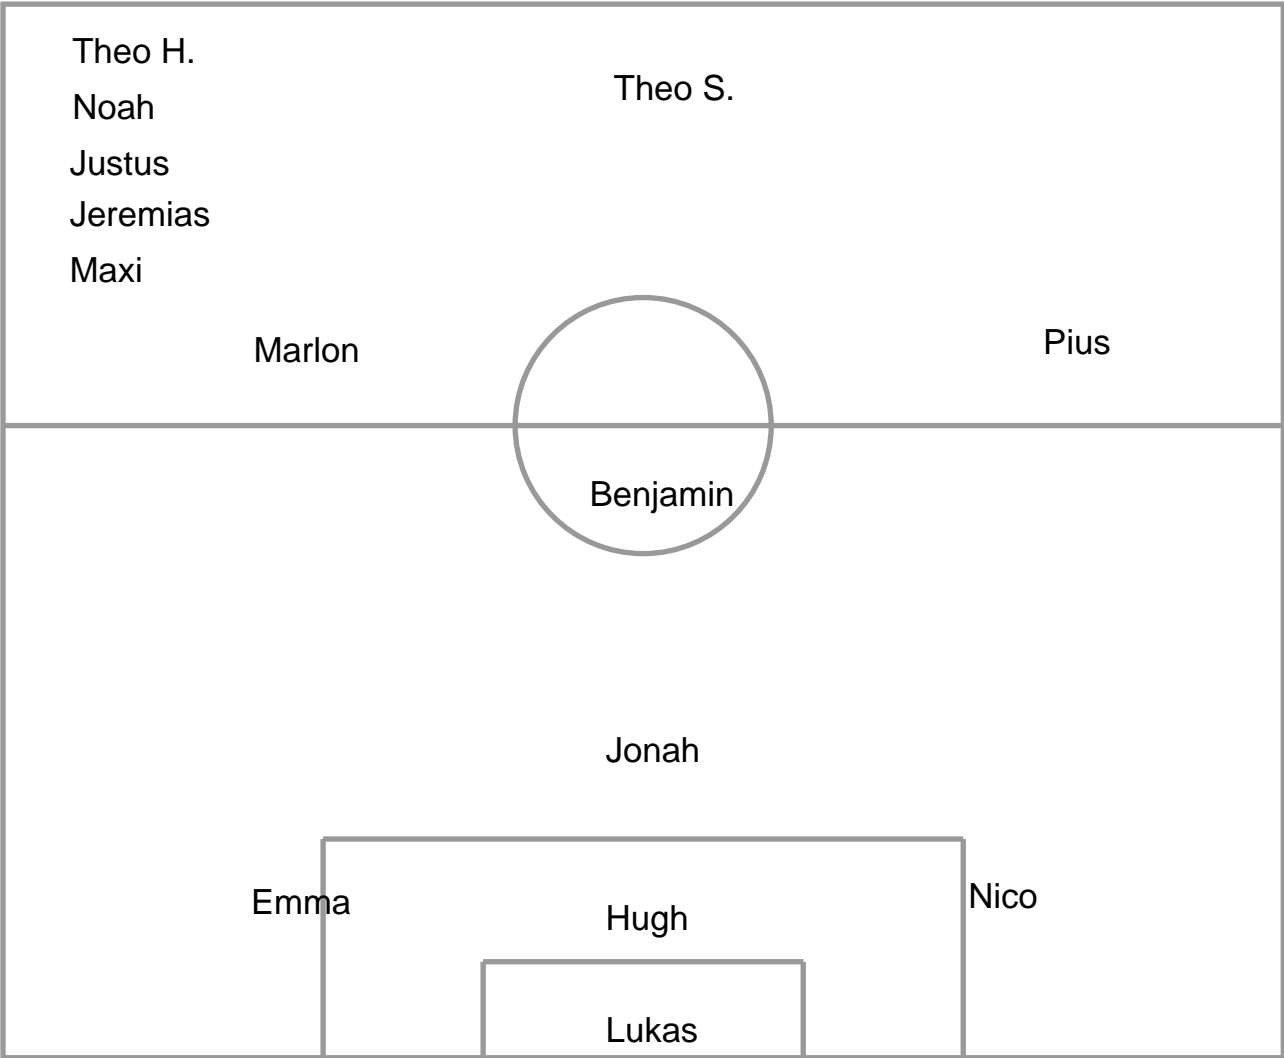 Theo H.
Theo S.
Noah
Justus
Jeremias
Maxi
Marlon
Pius
Benjamin
Jonah
Emma
Hugh
Nico
Lukas